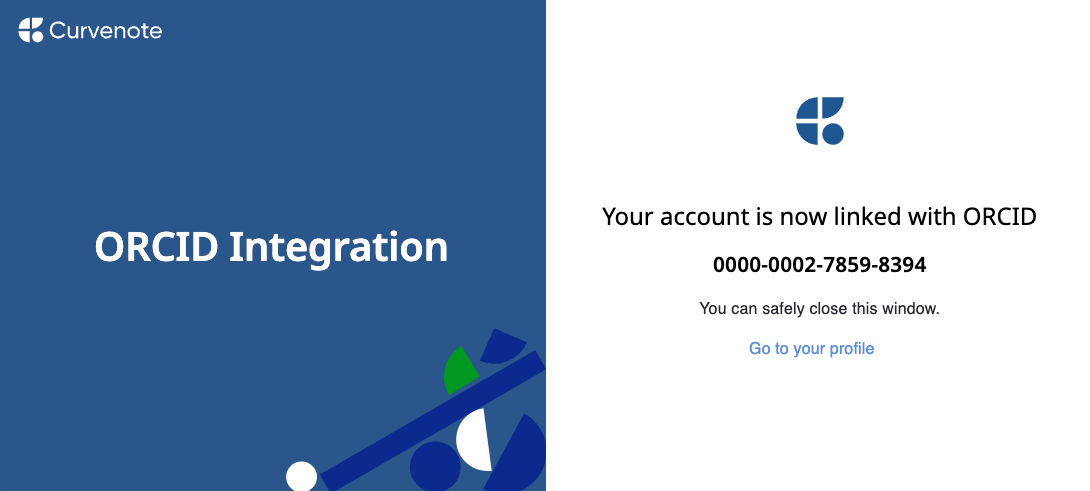 Curvenote
ORCID Integration
Your account is now linked with ORCID
0000-0002-7859-8394
You can safely close this window.
Go to your profile